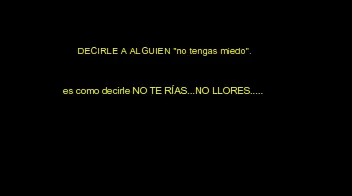 DECIRLE A ALGUIEN "no tengas miedo".
es como decirle NO TE RÍAS...NO LLORES.....